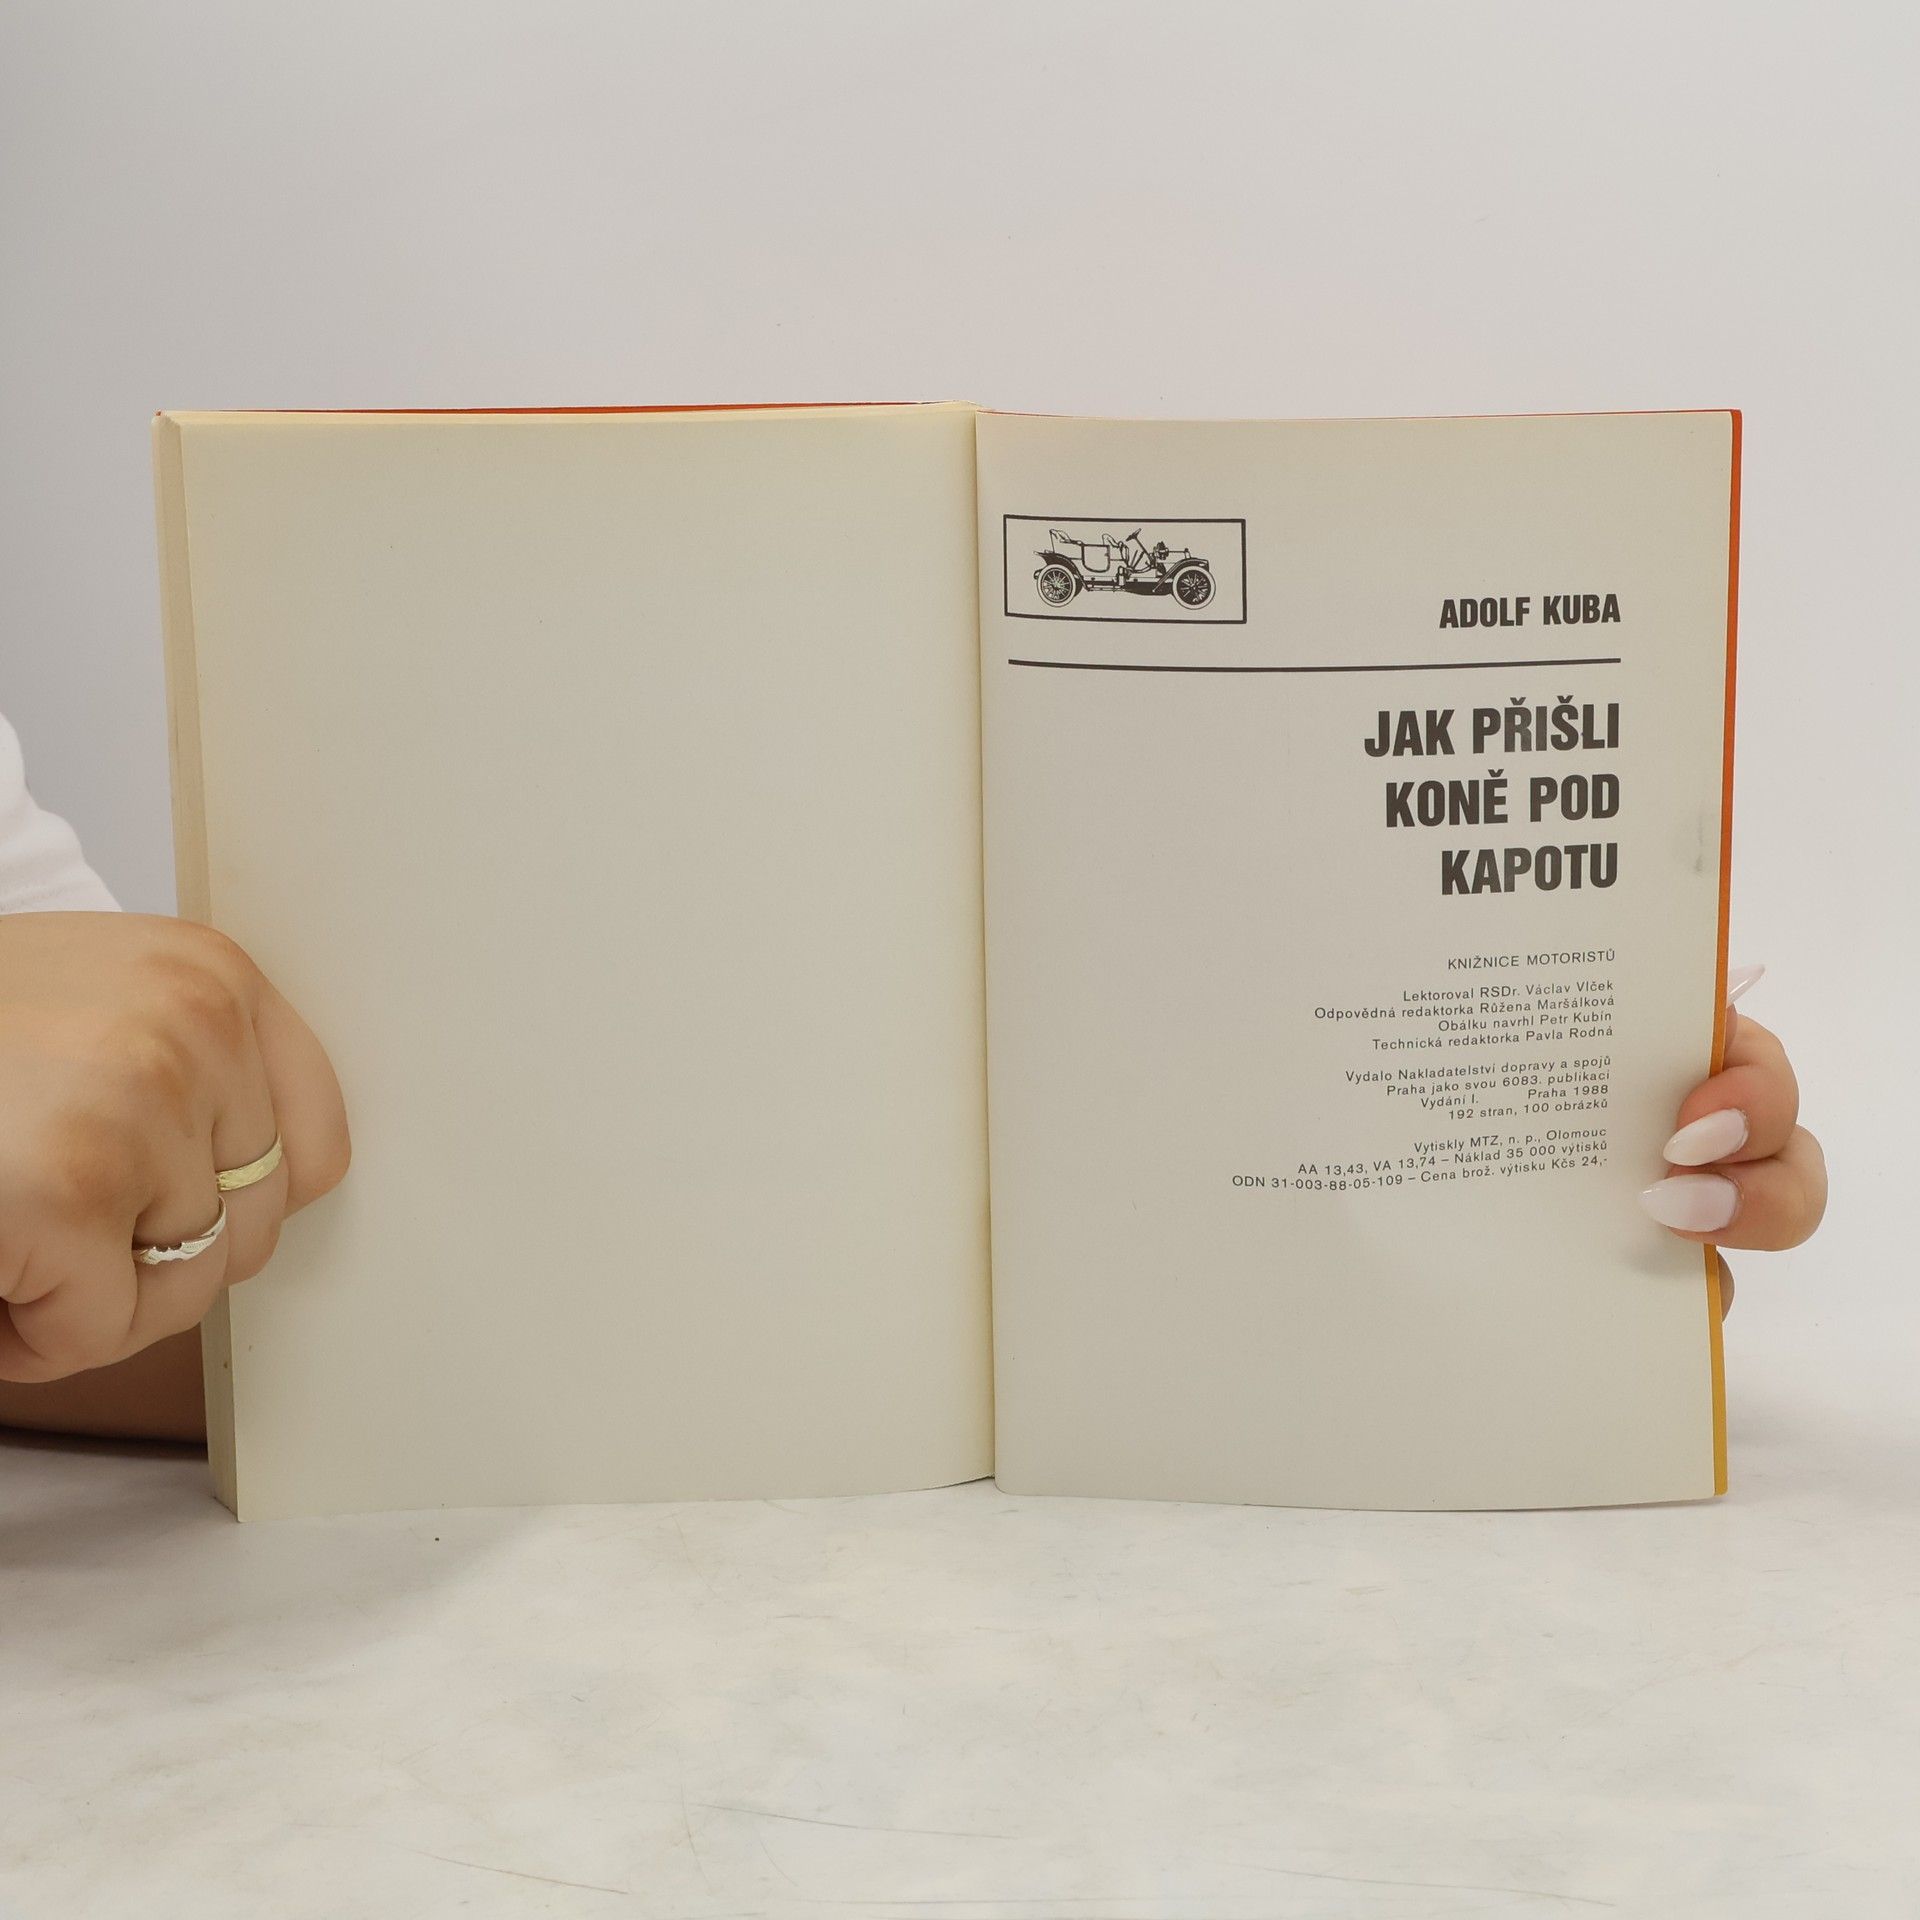 ADOLF KUBA
JAK PŘIŠLI
KONĚ POD
KAPOTU
KNIŽNICE MOTORISTŮ
Lektoroval RSDr. Václav Vlček
Odpovědná redaktorka Růžena Maršálková
Obálku navrhl Petr Kubín
Technická redaktorka Pavla Rodná
Vydalo Nakladatelství dopravy a spojů
Praha jako svou 6083. publikaci
Vydání I. Praha 1988
192 stran, 100 obrázků
Vytiskly MTZ, n. p., Olomouc
AA 13,43, VA 13,74 – Náklad 35 000 výtisků
ODN 31-003-88-05-109 – Cena brož. výtisku Kčs 24,-